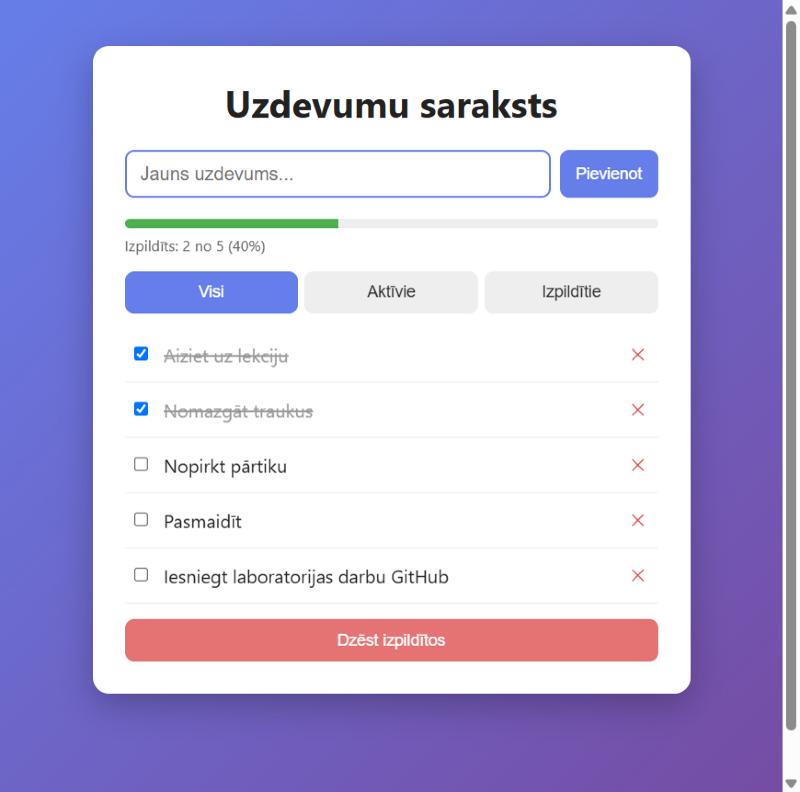 Uzdevumu saraksts
Jauns uzdevums...
Pievienot
Izpildīts: 2 no 5 (40%)
Visi
Aktīvie
Izpildītie
Aiziet uz lekciju
Nomazgāt traukus
Nopirkt pārtiku
Pasmaidīt
Iesniegt laboratorijas darbu GitHub
Dzēst izpildītos